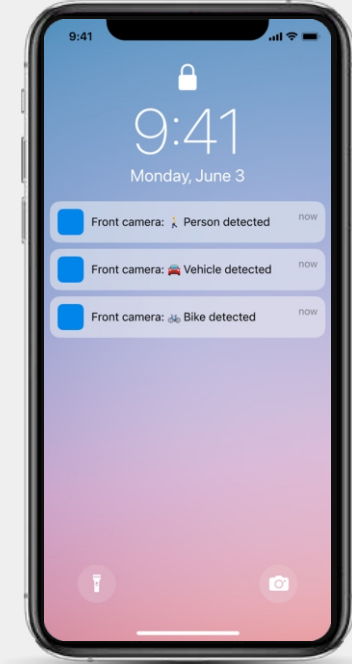 9:41
9:41
Monday, June 3
Front camera: 🚶 Person detected now
Front camera: 🚘 Vehicle detected now
Front camera: 🚲 Bike detected now